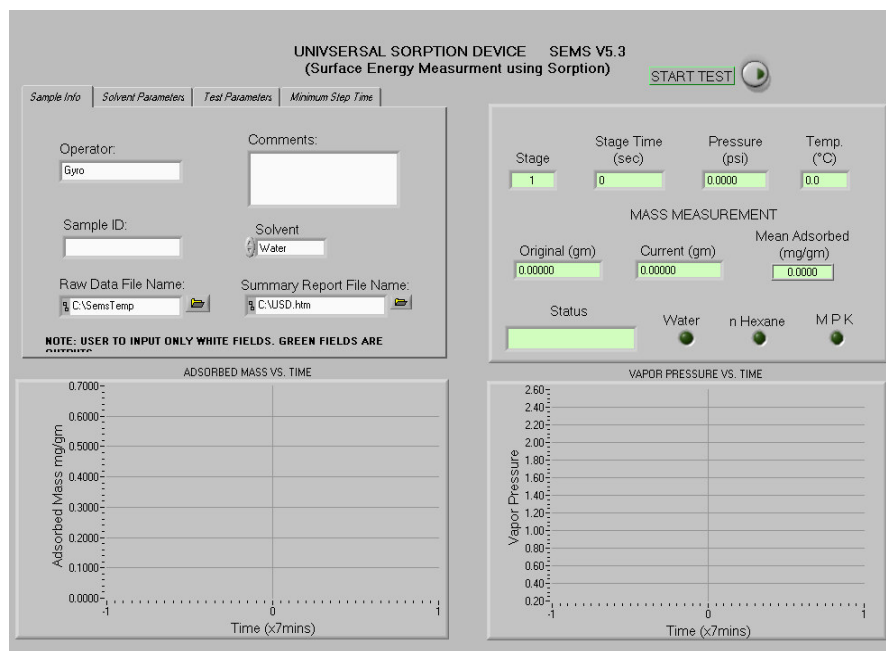 UNIVSERSAL SORPTION DEVICE SEMS V5.3
(Surface Energy Measurment using Sorption)
START TEST
Sample Info Solvent Parameters Test Parameters Minimum Step Time
Operator:
Gyro
Comments:
Sample ID:
Solvent
Water
Raw Data File Name:
C:\SemsTemp
Summary Report File Name:
C:\USD.htm
NOTE: USER TO INPUT ONLY WHITE FIELDS. GREEN FIELDS ARE
OUTPUTS
Stage
1
Stage Time
(sec)
0
Pressure
(psi)
0.0000
Temp.
(°C)
0.0
MASS MEASUREMENT
Original (gm)
0.00000
Current (gm)
0.00000
Mean Adsorbed
(mg/gm)
0.0000
Status
Water
n Hexane
M P K
ADSORBED MASS VS. TIME
Adsorbed Mass mg/gm
0.7000
0.6000
0.5000
0.4000
0.3000
0.2000
0.1000
0.0000
-1 0 1
Time (x7mins)
VAPOR PRESSURE VS. TIME
Vapor Pressure
2.60
2.40
2.20
2.00
1.80
1.60
1.40
1.20
1.00
0.80
0.60
0.40
0.20
-1 0 1
Time (x7mins)